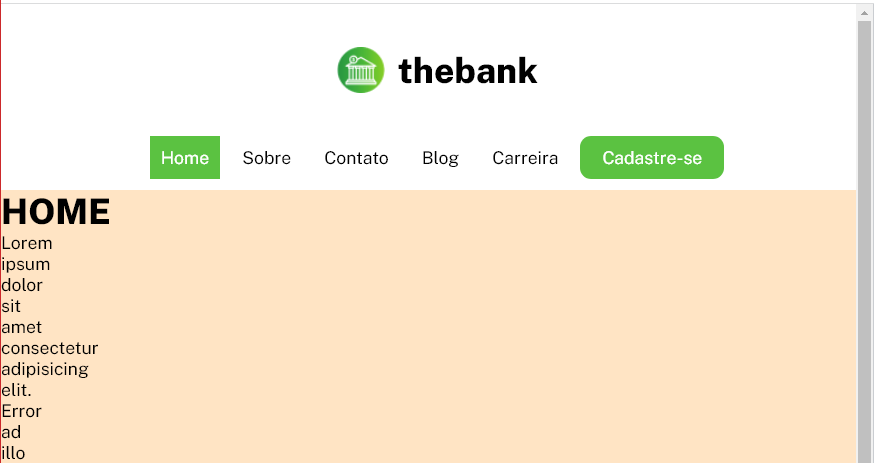 thebank
Home Sobre Contato Blog Carreira Cadastre-se
HOME
Lorem
ipsum
dolor
sit
amet
consectetur
adipisicing
elit.
Error
ad
illo